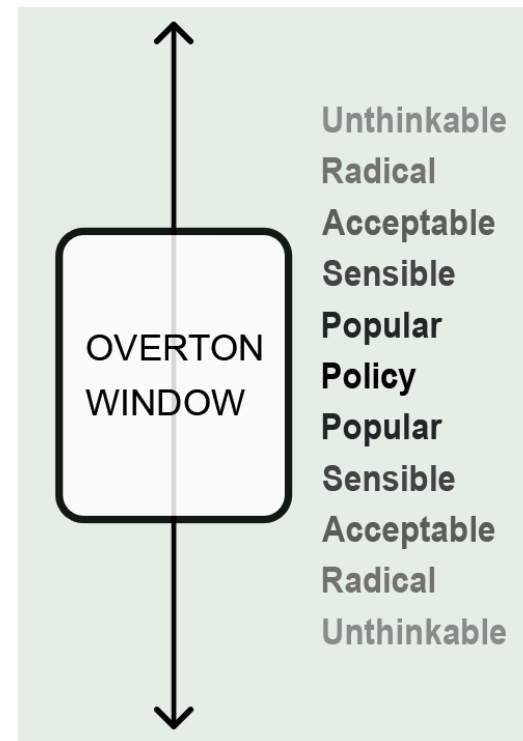 OVERTON
WINDOW
Unthinkable
Radical
Acceptable
Sensible
Popular
Policy
Popular
Sensible
Acceptable
Radical
Unthinkable